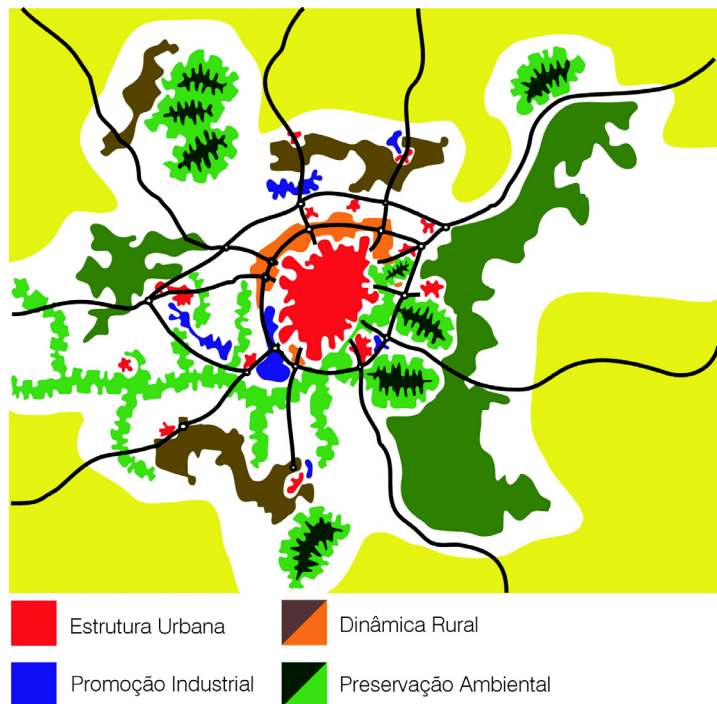 Estrutura Urbana
Dinâmica Rural
Promoção Industrial
Preservação Ambiental